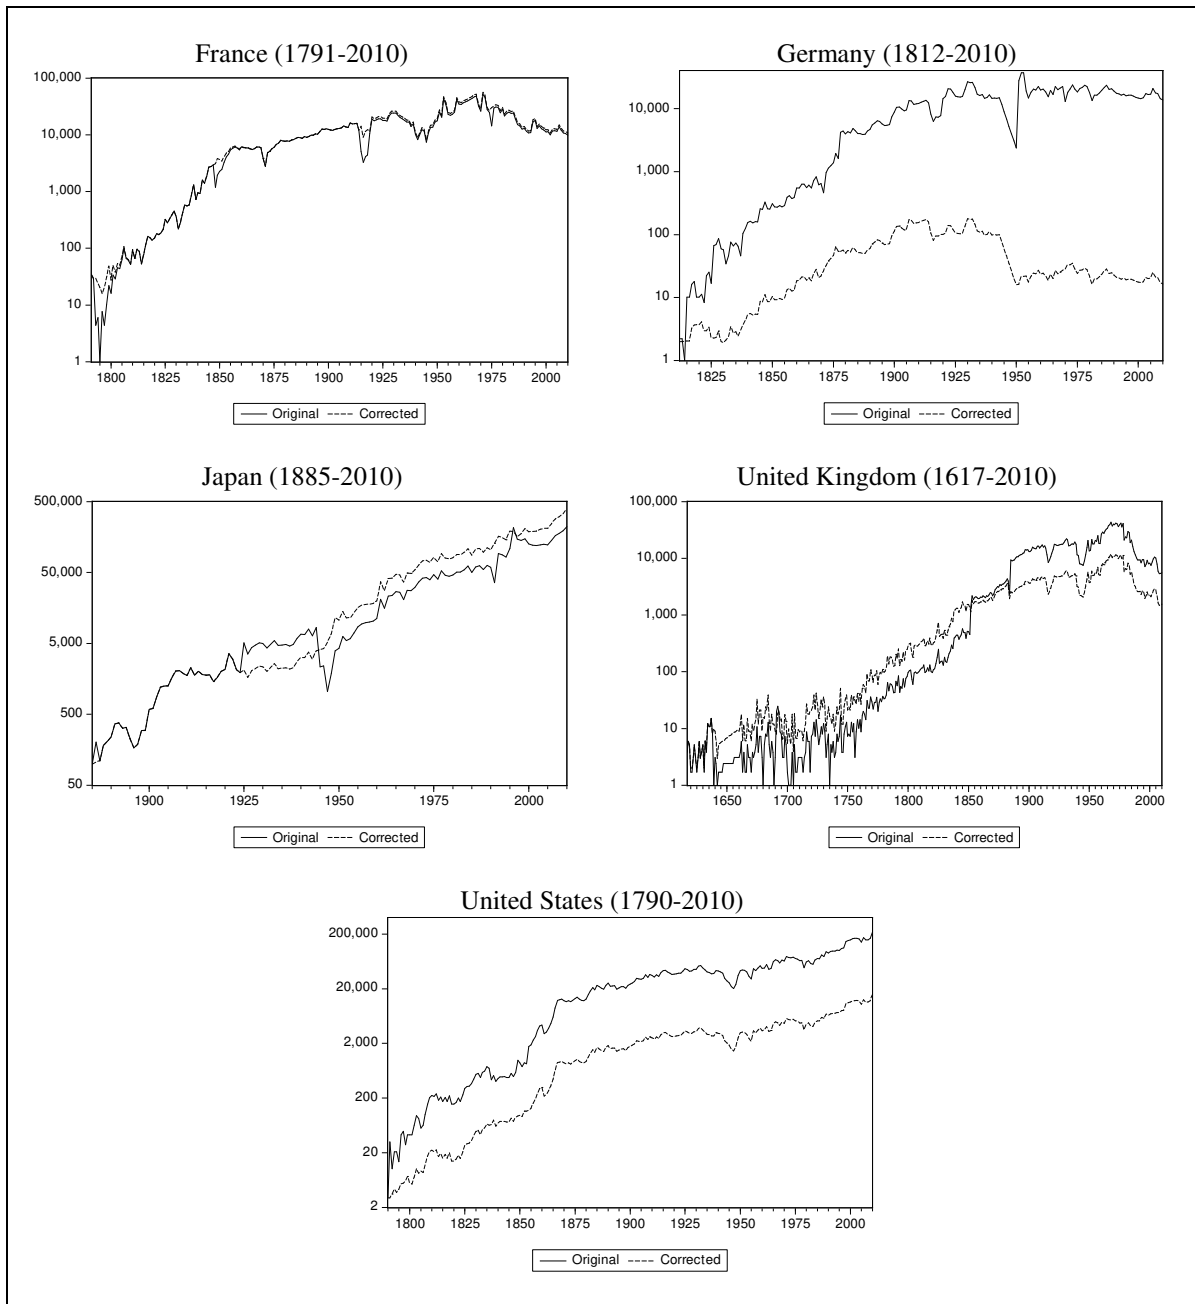 France (1791-2010)
100,000
10,000
1,000
100
10
1
1800 1850 1900 1925 1950 1975 2000
Original Corrected
Germany (1812-2010)
10,000
1,000
100
10
1
1825 1850 1875 1900 1925 1950 1975 2000
Original Corrected
Japan (1885-2010)
500,000
50,000
5,000
500
50
1900 1925 1950 1975 2000
Original Corrected
United Kingdom (1617-2010)
100,000
10,000
1,000
100
10
1
1650 1700 1750 1800 1850 1900 1950 2000
Original Corrected
United States (1790-2010)
200,000
20,000
2,000
200
20
2
1800 1825 1850 1875 1900 1925 1950 1975 2000
Original Corrected